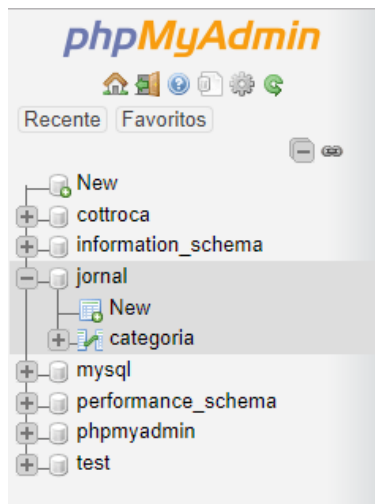 phpMyAdmin
Recente Favoritos
New
cottroca
information_schema
jornal
New
categoria
mysql
performance_schema
phpmyadmin
test